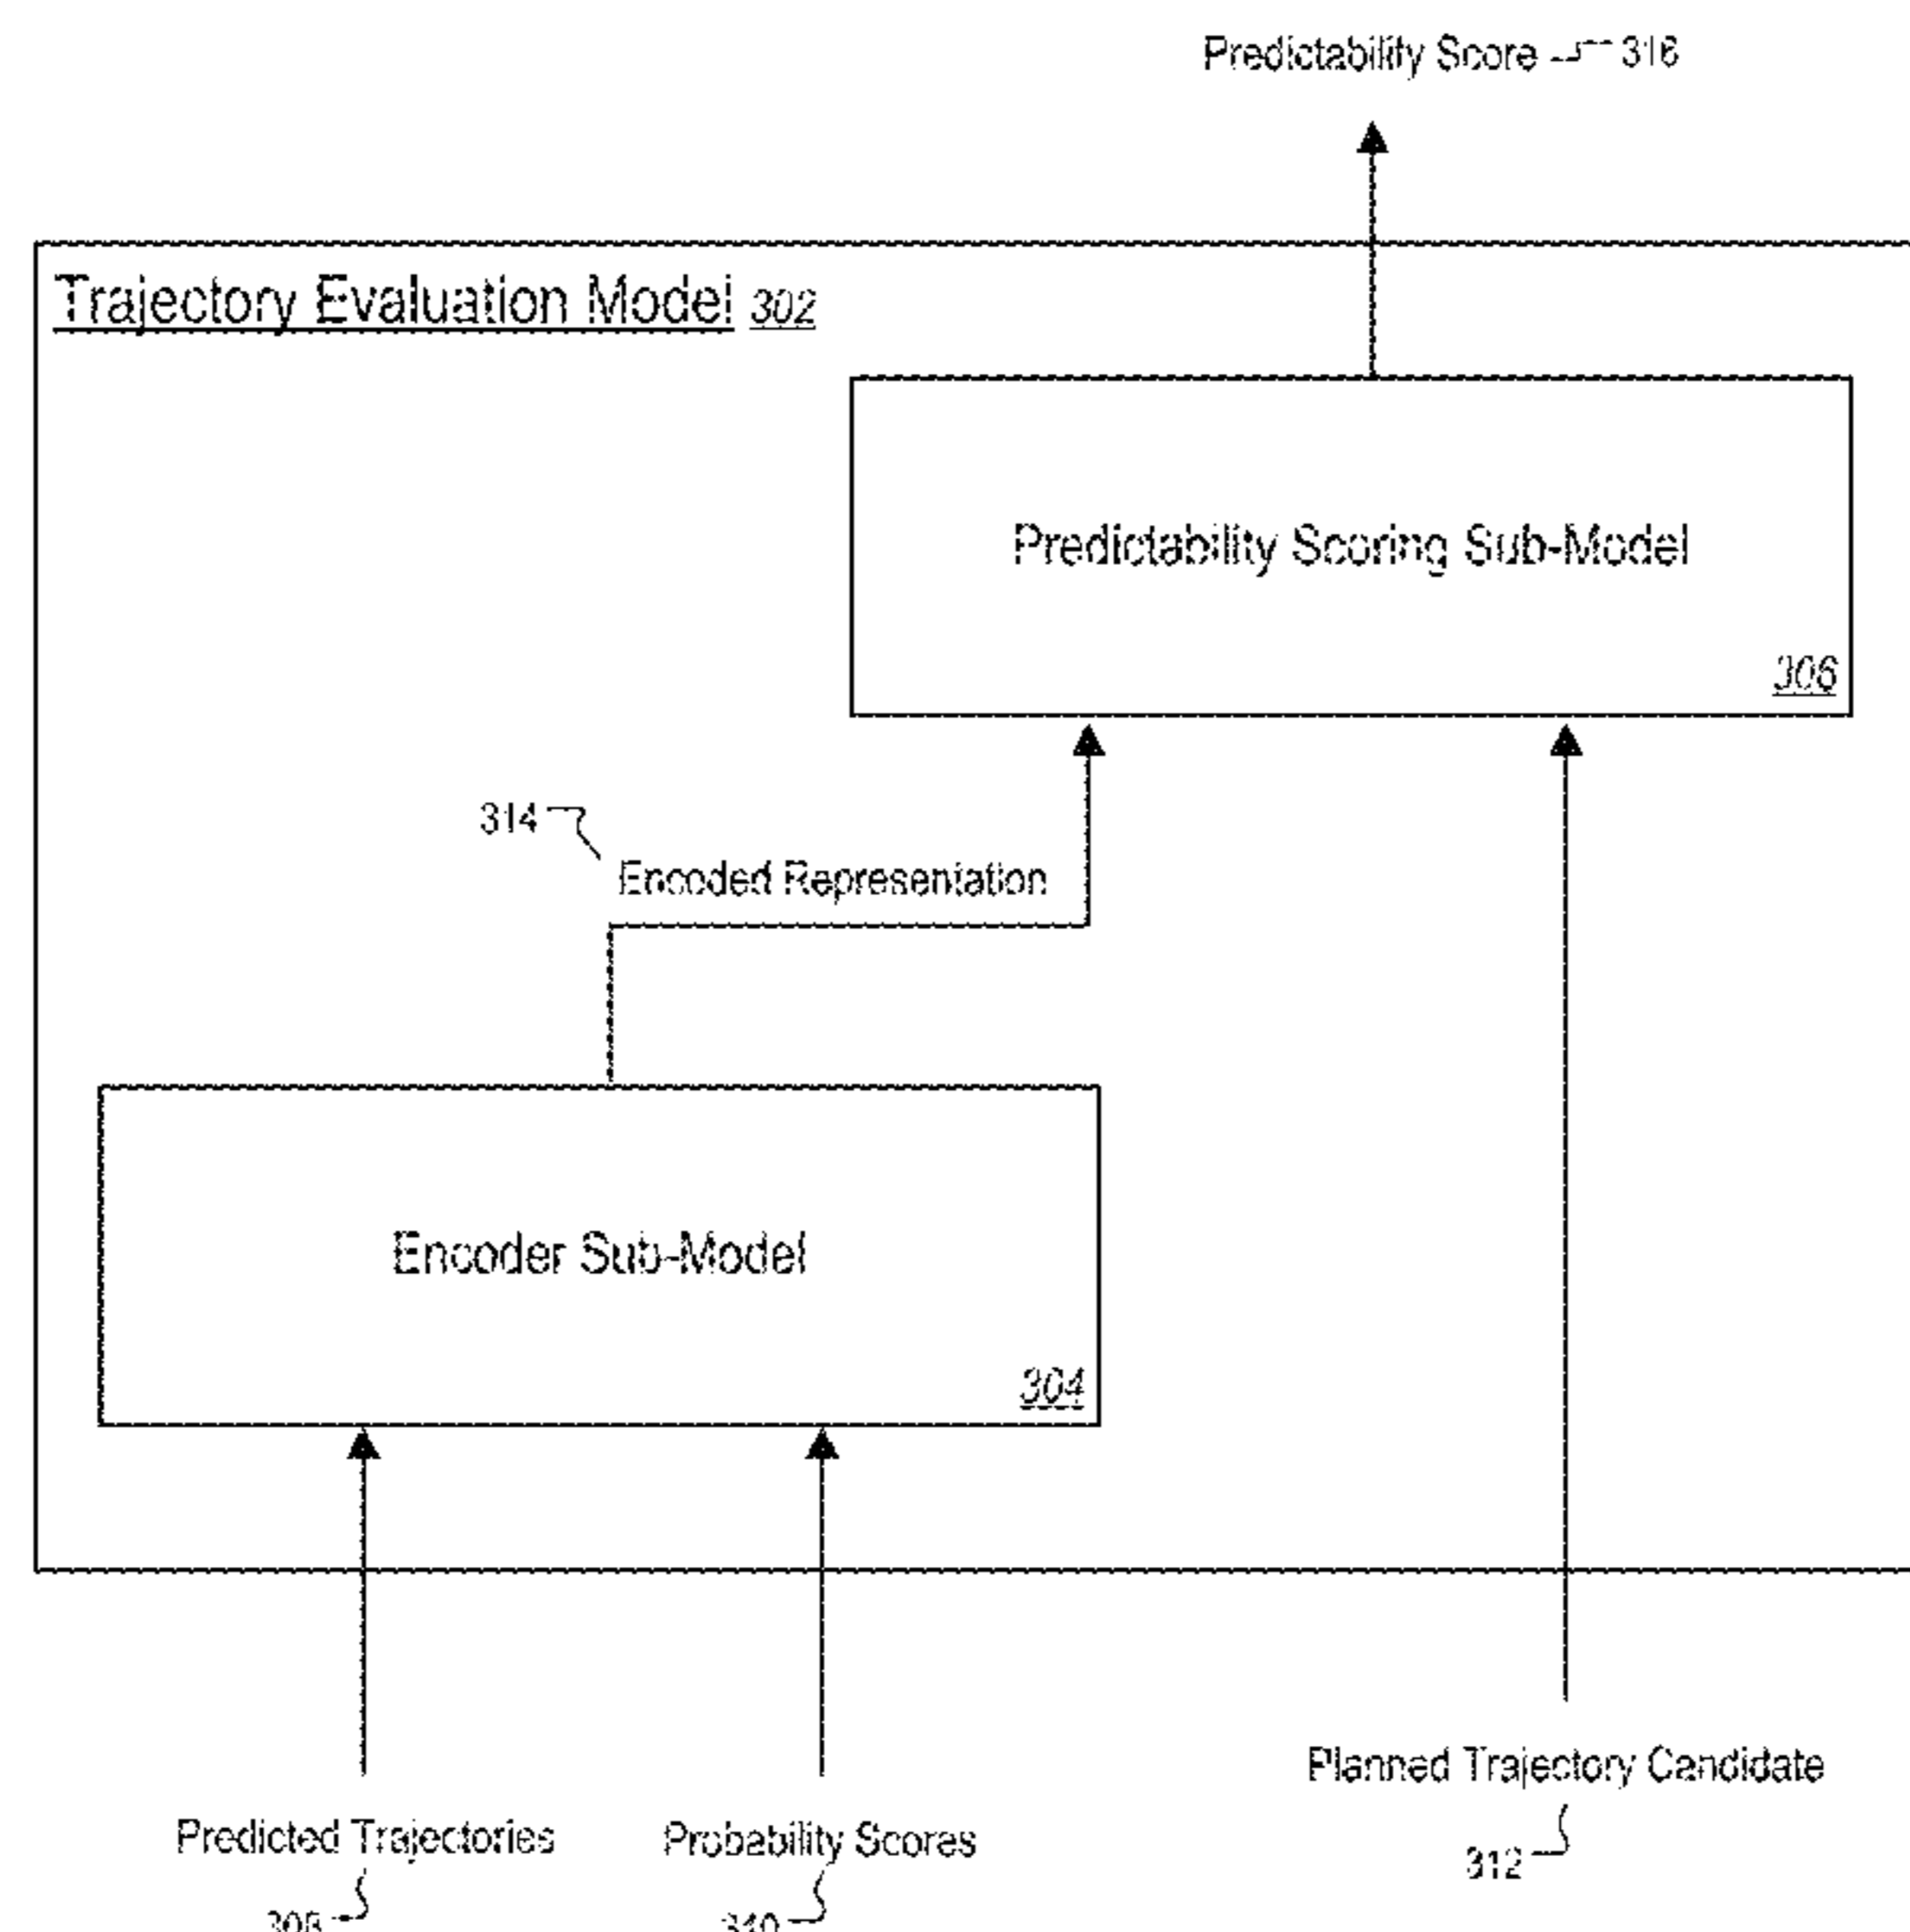 Predictability Score 316
Trajectory Evaluation Model 302
Predictability Scoring Sub-Model
306
314
Encoded Representation
Encoder Sub-Model
304
Planned Trajectory Candidate
312
Predicted Trajectories
Probability Scores